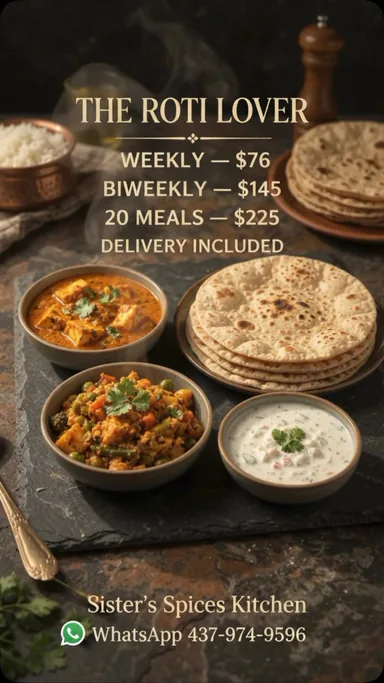 THE ROTI LOVER
WEEKLY — $76
BIWEEKLY — $145
20 MEALS — $225
DELIVERY INCLUDED
Sister's Spices Kitchen
WhatsApp 437-974-9596